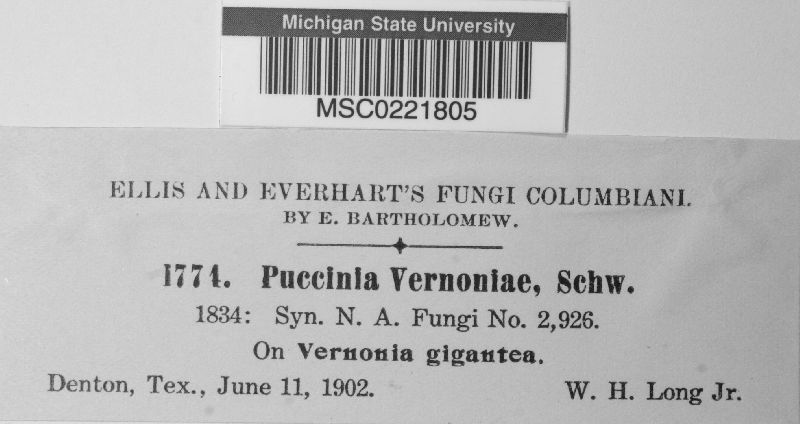 Michigan State University
MSC0221805
ELLIS AND EVERHART'S FUNGI COLUMBIANI.
BY E. BARTHOLOMEW.
1774. Puccinia Vernoniae, Schw.
1834: Syn. N. A. Fungi No. 2,926.
On Vernonia gigantea.
Denton, Tex., June 11, 1902. W. H. Long Jr.